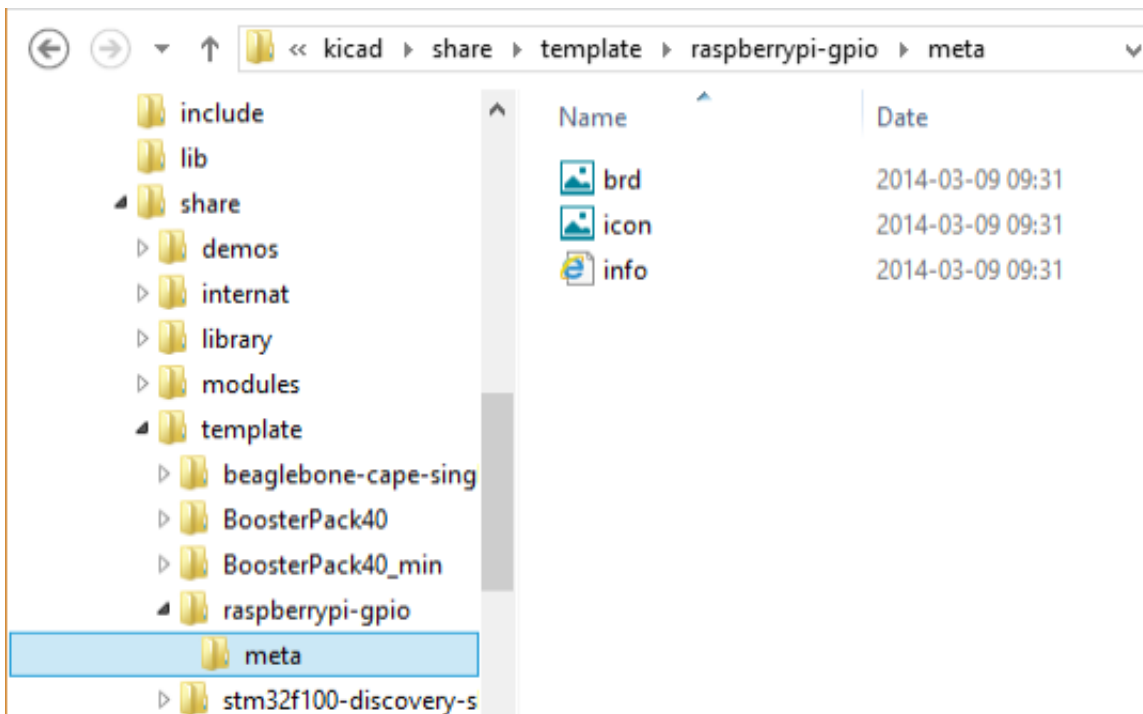 « kicad share template raspberrypi-gpio meta
include
lib
share
demos
internat
library
modules
template
beaglebone-cape-sing
BoosterPack40
BoosterPack40_min
raspberrypi-gpio
meta
stm32f100-discovery-s
Name Date
brd 2014-03-09 09:31
icon 2014-03-09 09:31
info 2014-03-09 09:31